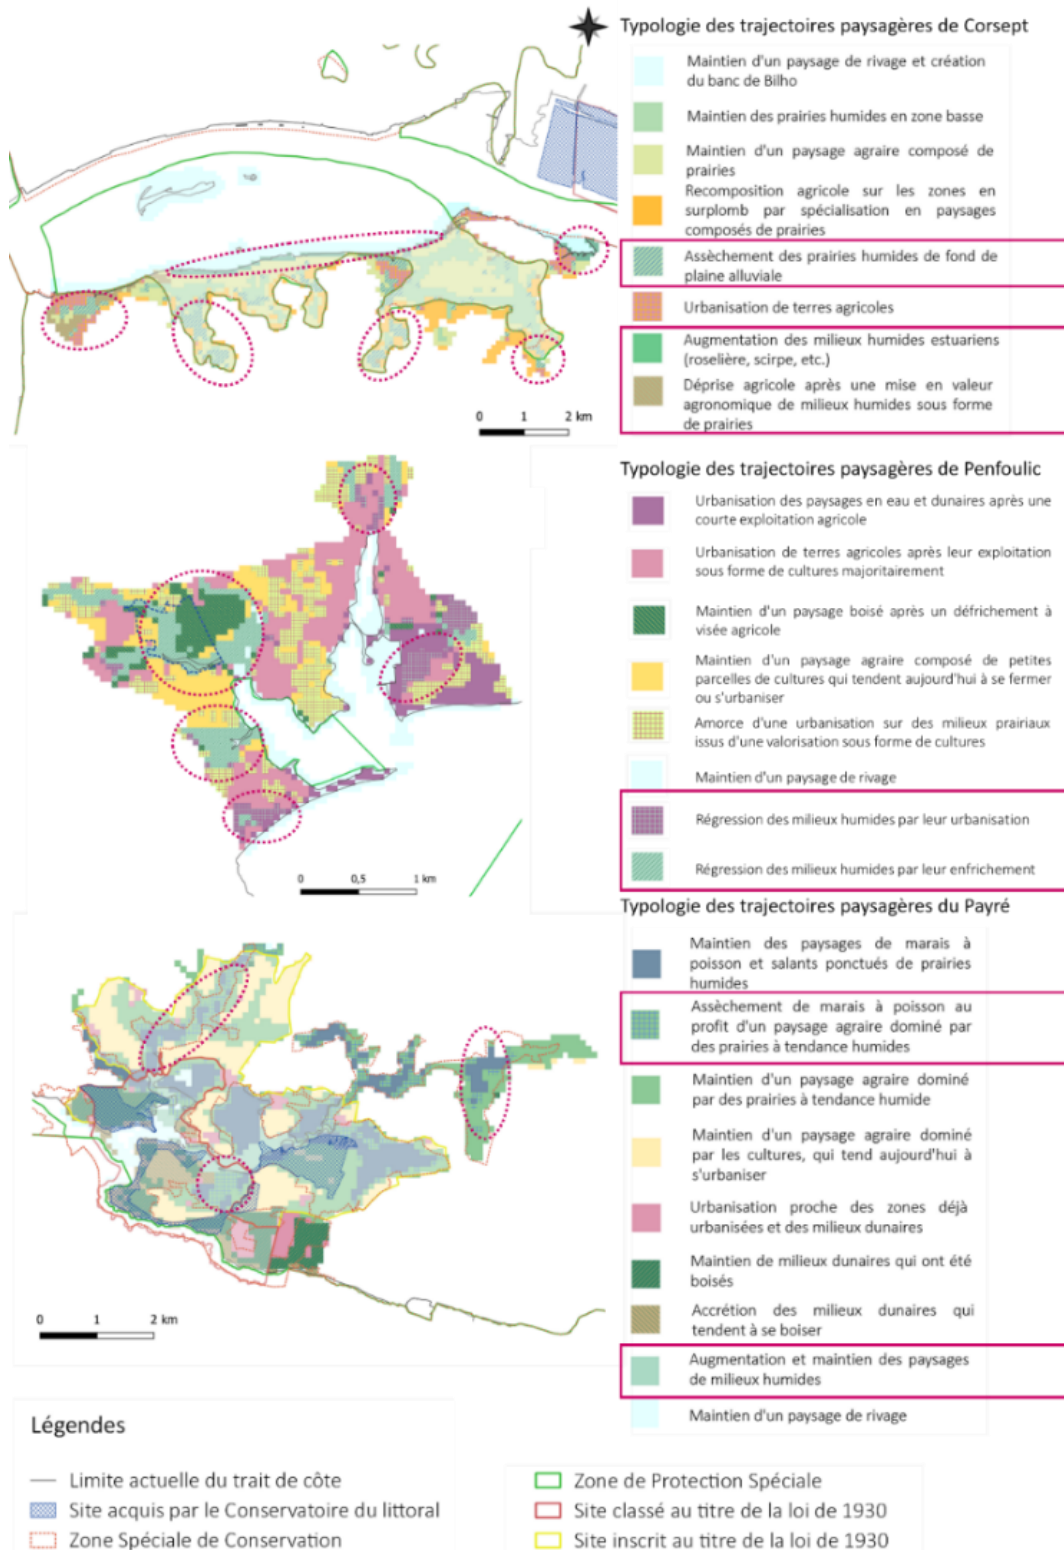 Typologie des trajectoires paysagères de Corsept
Maintien d'un paysage de rivage et création
du banc de Bilho
Maintien des prairies humides en zone basse
Maintien d'un paysage agraire composé de
prairies
Recomposition agricole sur les zones en
surplomb par spécialisation en paysages
composés de prairies
Assèchement des prairies humides de fond de
plaine alluviale
Urbanisation de terres agricoles
Augmentation des milieux humides estuariens
(roselière, scirpe, etc.)
Déprise agricole après une mise en valeur
agronomique de milieux humides sous forme
de prairies
0 1 2 km
Typologie des trajectoires paysagères de Penfoulic
Urbanisation des paysages en eau et dunaires après une
courte exploitation agricole
Urbanisation de terres agricoles après leur exploitation
sous forme de cultures majoritairement
Maintien d'un paysage boisé après un défrichement à
visée agricole
Maintien d'un paysage agraire composé de petites
parcelles de cultures qui tendent aujourd'hui à se fermer
ou s'urbaniser
Amorce d'une urbanisation sur des milieux prairiaux
issus d'une valorisation sous forme de cultures
Maintien d'un paysage de rivage
Régression des milieux humides par leur urbanisation
Régression des milieux humides par leur enfrichement
0 0,5 1 km
Typologie des trajectoires paysagères du Payré
Maintien des paysages de marais à
poisson et salants ponctués de prairies
humides
Assèchement de marais à poisson au
profit d'un paysage agraire dominé par
des prairies à tendance humides
Maintien d'un paysage agraire dominé
par des prairies à tendance humide
Maintien d'un paysage agraire dominé
par les cultures, qui tend aujourd'hui à
s'urbaniser
Urbanisation proche des zones déjà
urbanisées et des milieux dunaires
Maintien de milieux dunaires qui ont été
boisés
Accrétion des milieux dunaires qui
tendent à se boiser
Augmentation et maintien des paysages
de milieux humides
Maintien d'un paysage de rivage
0 1 2 km
Légendes
Limite actuelle du trait de côte
Site acquis par le Conservatoire du littoral
Zone Spéciale de Conservation
Zone de Protection Spéciale
Site classé au titre de la loi de 1930
Site inscrit au titre de la loi de 1930